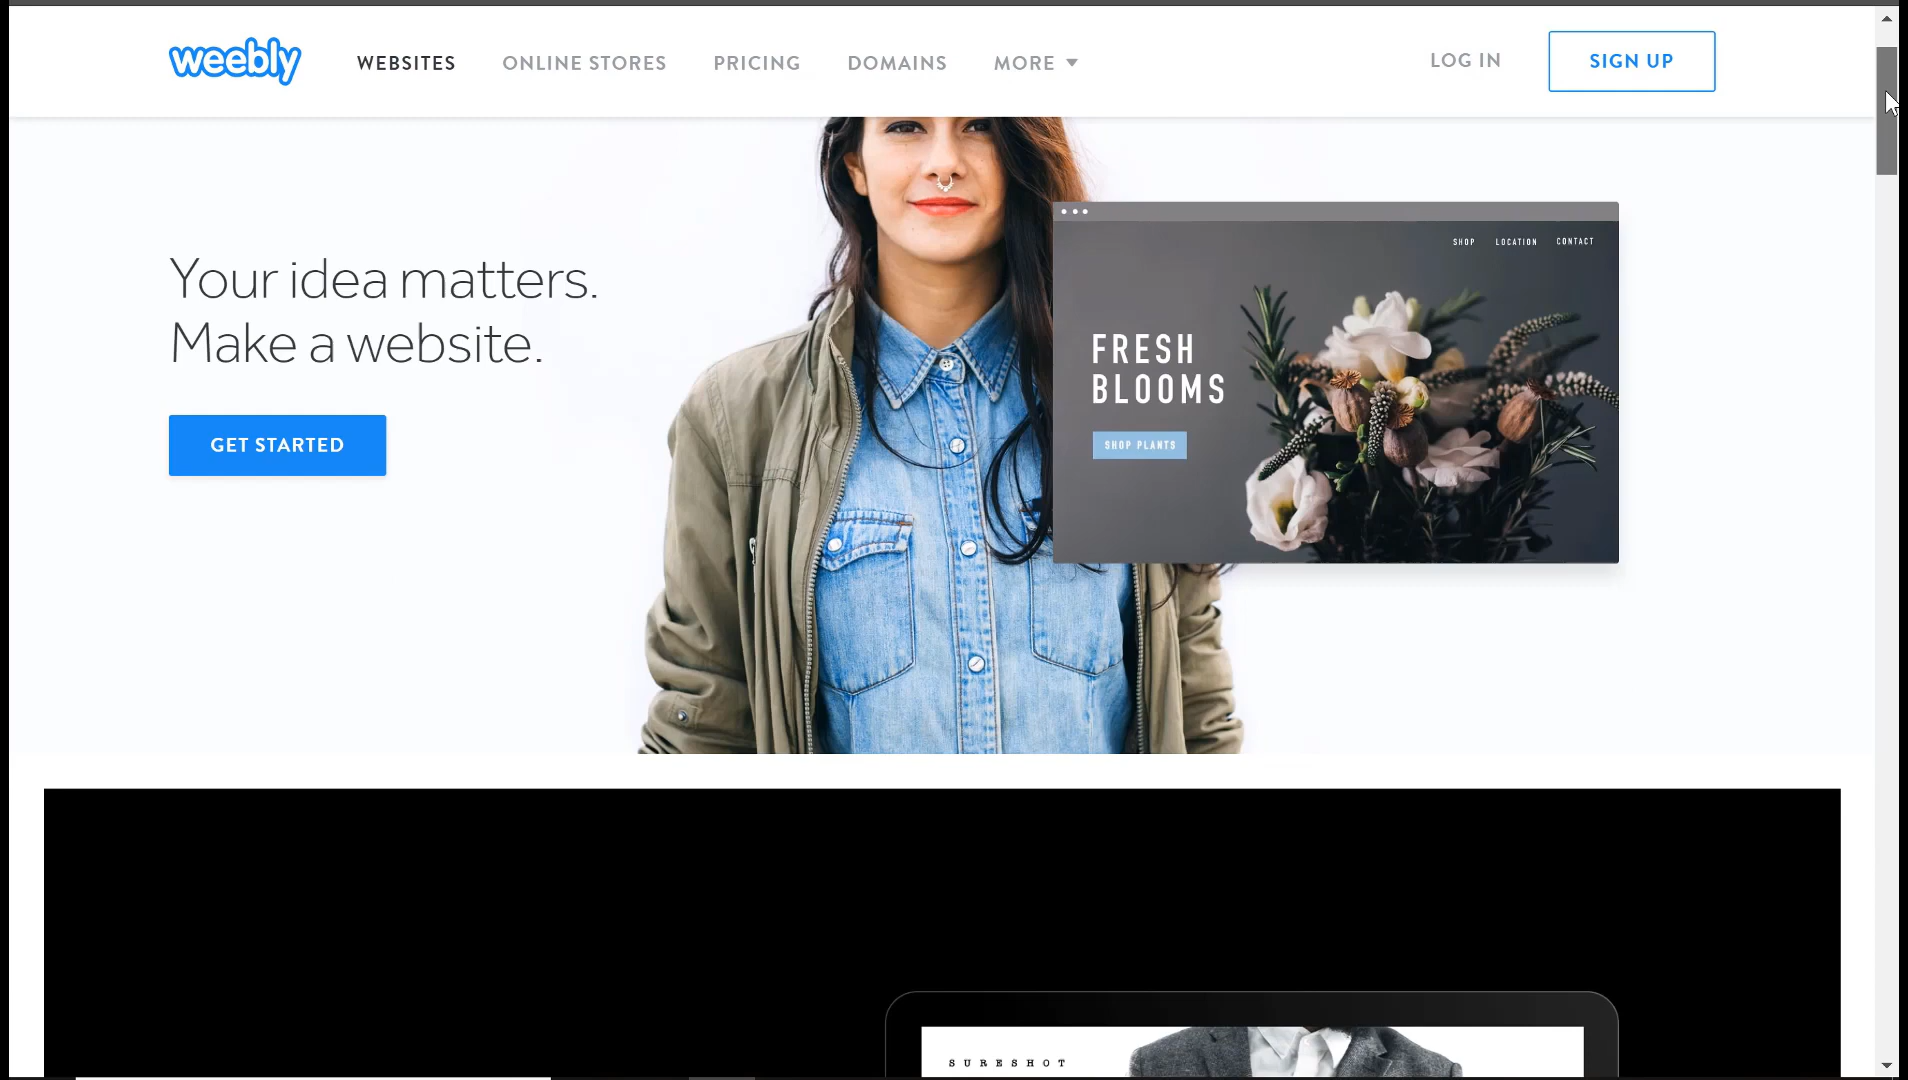 weebly
WEBSITES
ONLINE STORES
PRICING
DOMAINS
MORE
LOG IN
SIGN UP
Your idea matters.
Make a website.
GET STARTED
SHOP
LOCATION
CONTACT
FRESH
BLOOMS
SHOP PLANTS
SURESHOT